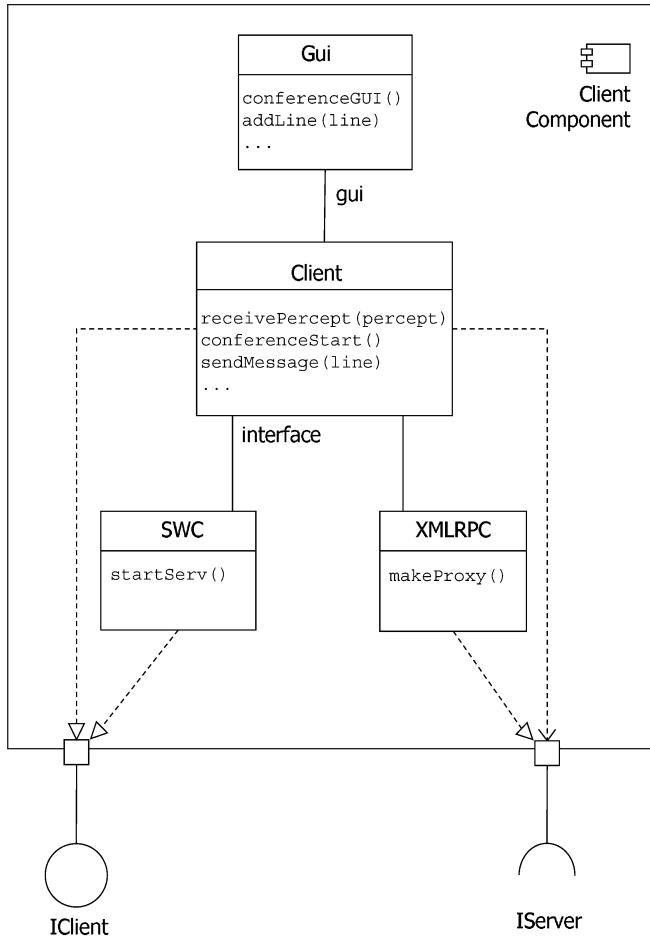 Gui
conferenceGUI()
addLine(line)
...
Client
Component
gui
Client
receivePercept(percept)
conferenceStart()
sendMessage(line)
...
interface
SWC
startServ()
XMLRPC
makeProxy()
IClient
IServer